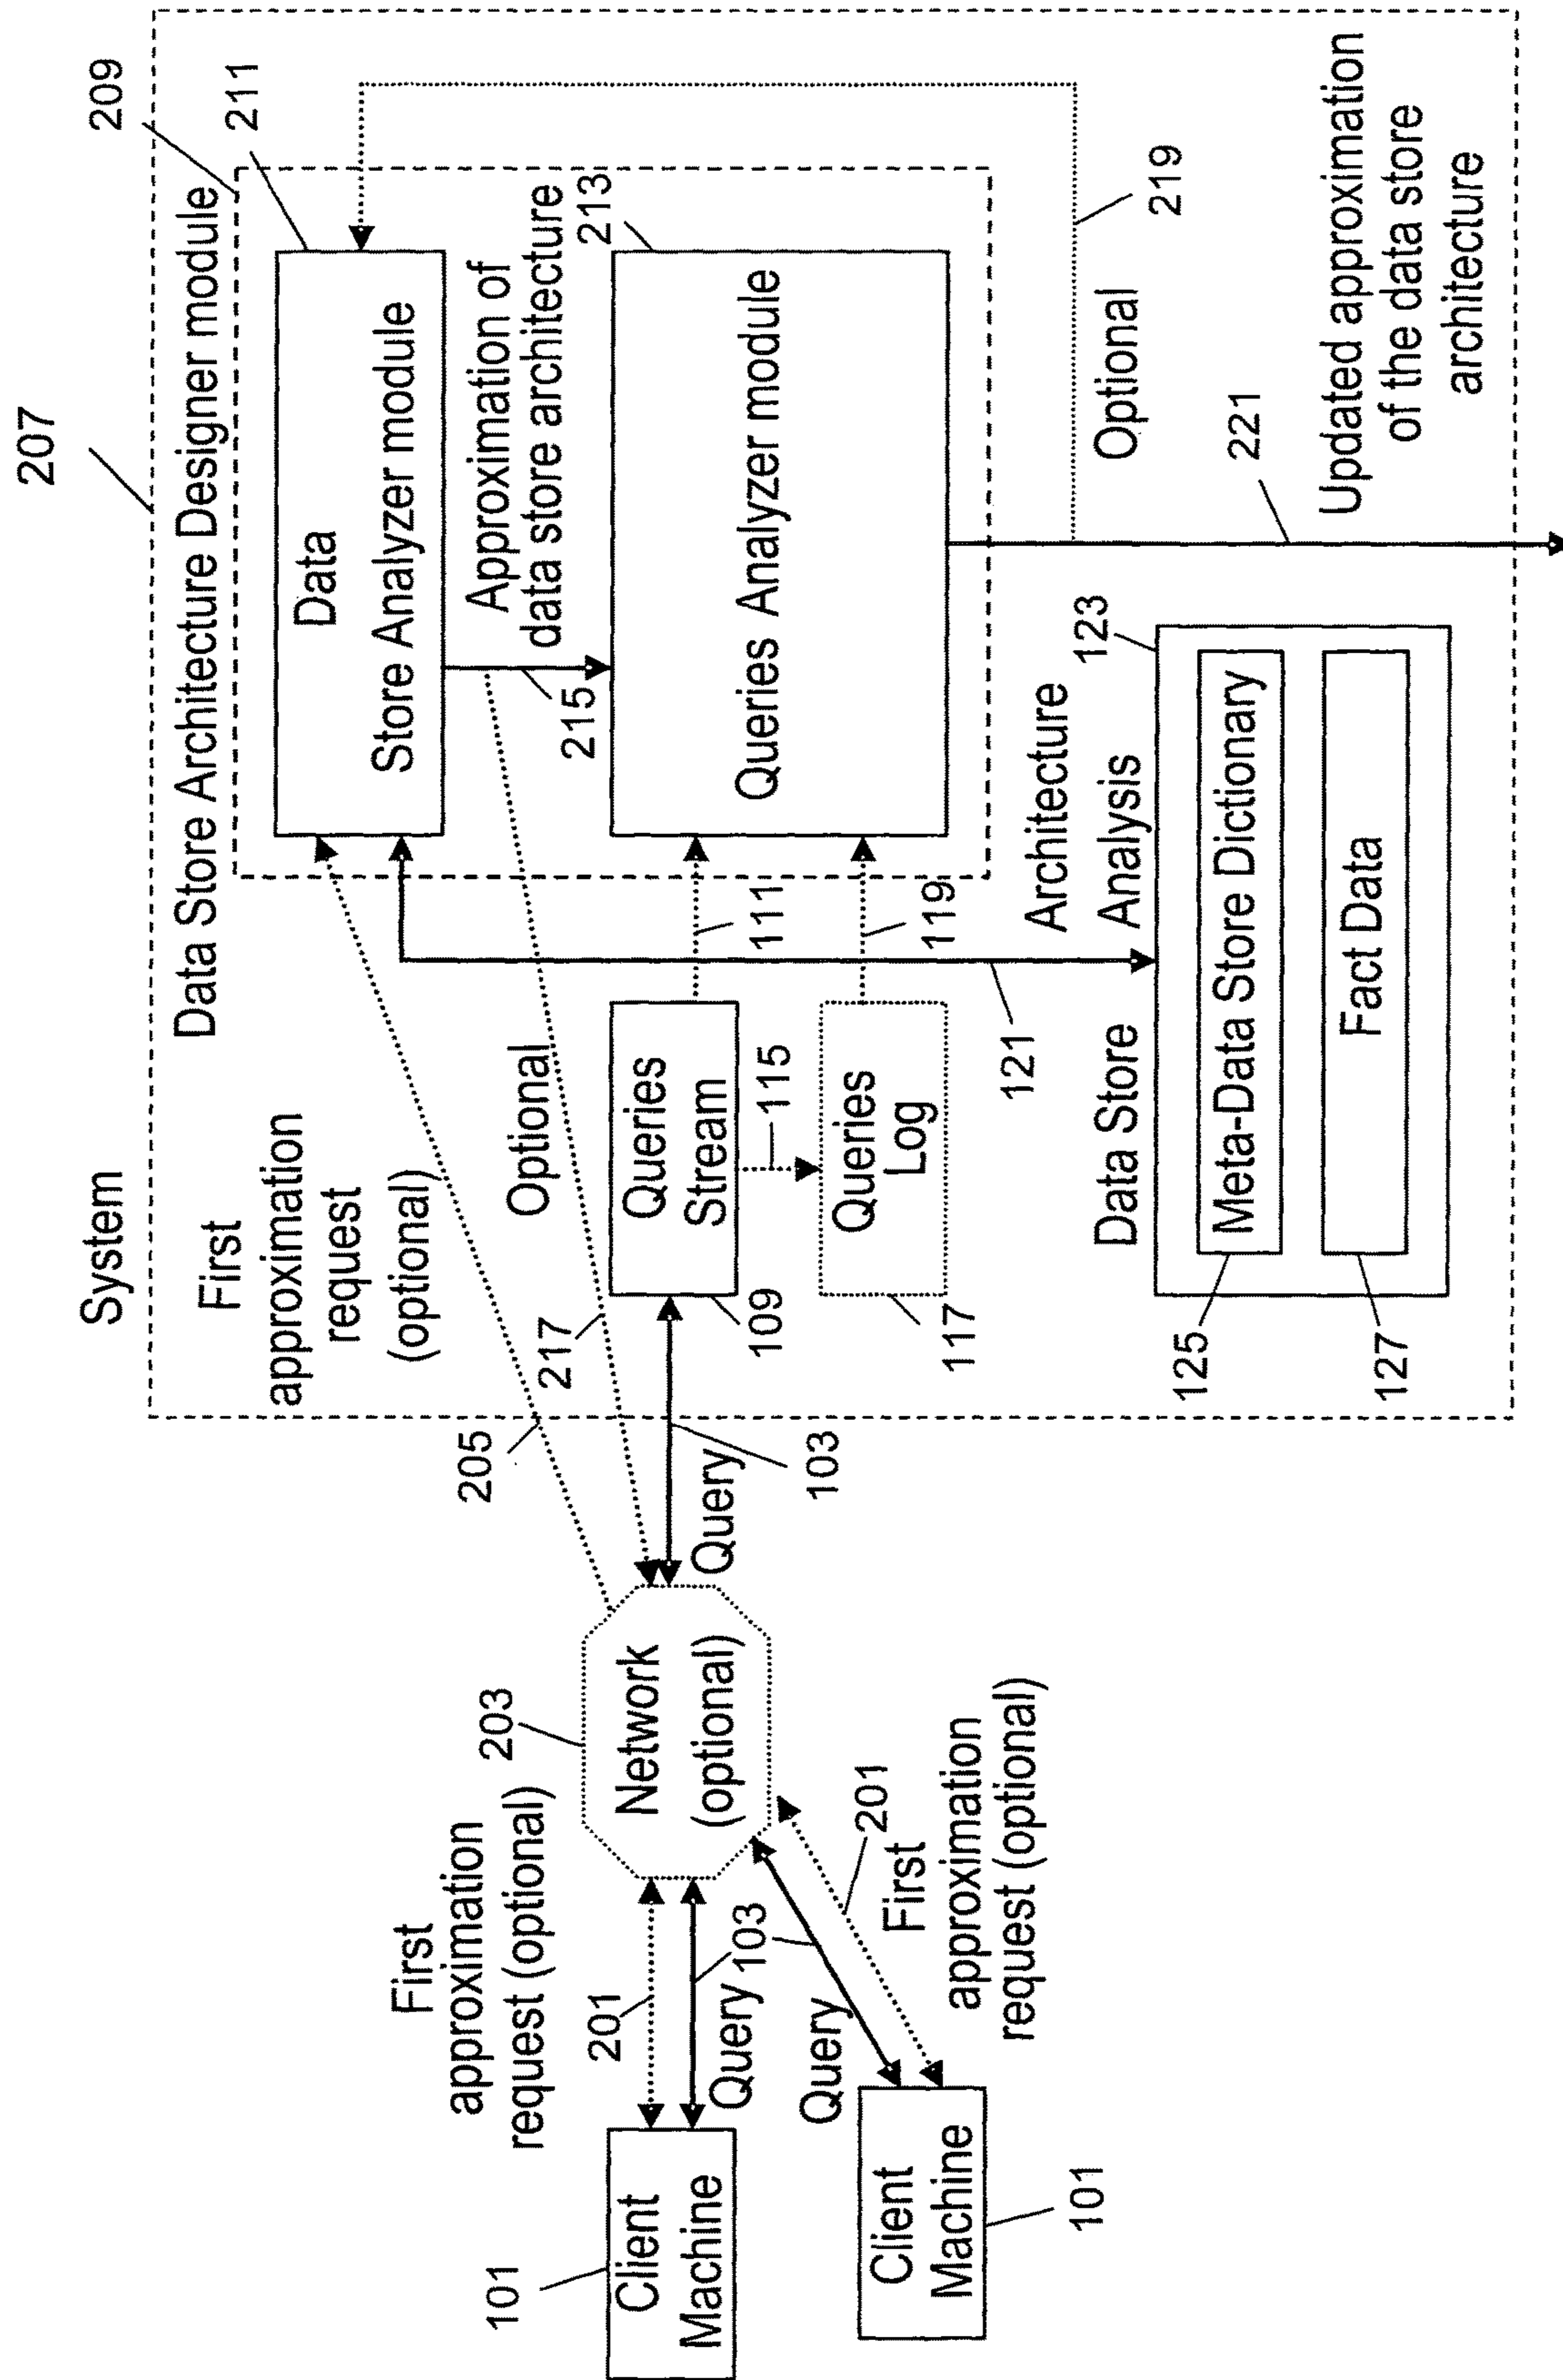 207
System
Data Store Architecture Designer module
209
211
First
approximation
request
(optional)
205
Data
Store Analyzer module
Approximation of
data store architecture
213
215
Optional
217
Queries Analyzer module
Queries
Stream
109
111
115
Queries
Log
117
119
121
Architecture
Analysis
Data Store
123
Meta-Data Store Dictionary
125
Fact Data
127
Optional
219
221
Updated approximation
of the data store
architecture
Query
103
Network
(optional)
203
First
approximation
request (optional)
201
Query
103
Query
201
First
approximation
request (optional)
Client
Machine
101
Client
Machine
101